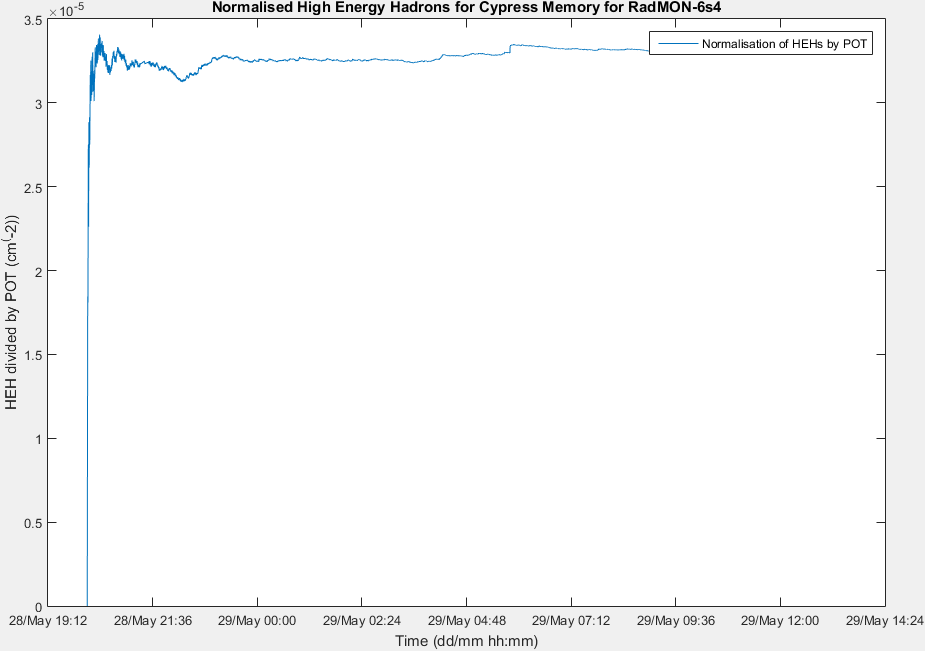 Normalised High Energy Hadrons for Cypress Memory for RadMON-6s4
×10-5
Normalisation of HEHs by POT
3.5
3
2.5
2
1.5
1
0.5
0
HEH divided by POT (cm(-2))
28/May 19:12 28/May 21:36 29/May 00:00 29/May 02:24 29/May 04:48 29/May 07:12 29/May 09:36 29/May 12:00 29/May 14:24
Time (dd/mm hh:mm)